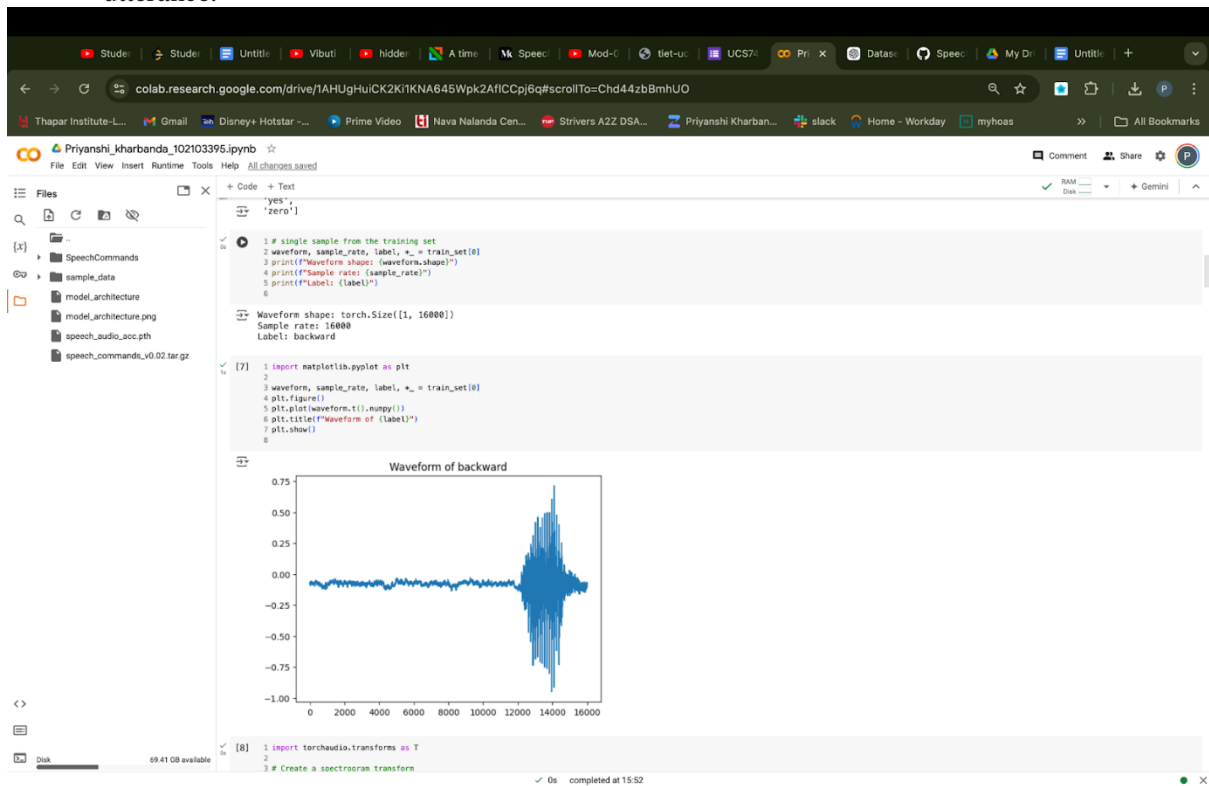 Studer
Studer
Untitle
Vibuti
hidder
A time
Speecl
Mod-0
tiet-uc
UCS74
Pri
Datase
Speec
My Dri
Untitle
colab.research.google.com/drive/1AHUgHuiCK2Ki1KNA645Wpk2AflCCpj6q#scrollTo=Chd44zbBmhUO
Thapar Institute-L... Gmail Disney+ Hotstar -... Prime Video Nava Nalanda Cen... Strivers A2Z DSA... Priyanshi Kharban... slack Home - Workday myhoas >> All Bookmarks
Priyanshi_kharbanda_102103395.ipynb
File Edit View Insert Runtime Tools Help All changes saved
Comment Share P
Files
+ Code + Text
RAM
Disk
+ Gemini
..
SpeechCommands
sample_data
model_architecture
model_architecture.png
speech_audio_acc.pth
speech_commands_v0.02.tar.gz
'yes',
'zero']
1 # single sample from the training set
2 waveform, sample_rate, label, *_ = train_set[0]
3 print(f"Waveform shape: {waveform.shape}")
4 print(f"Sample rate: {sample_rate}")
5 print(f"Label: {label}")
6
Waveform shape: torch.Size([1, 16000])
Sample rate: 16000
Label: backward
[7] 1 import matplotlib.pyplot as plt
2
3 waveform, sample_rate, label, *_ = train_set[0]
4 plt.figure()
5 plt.plot(waveform.t().numpy())
6 plt.title(f"Waveform of {label}")
7 plt.show()
8
Waveform of backward
0.75
0.50
0.25
0.00
−0.25
−0.50
−0.75
−1.00
0 2000 4000 6000 8000 10000 12000 14000 16000
[8] 1 import torchaudio.transforms as T
2
3 # Create a spectrogram transform
Disk 69.41 GB available
0s completed at 15:52